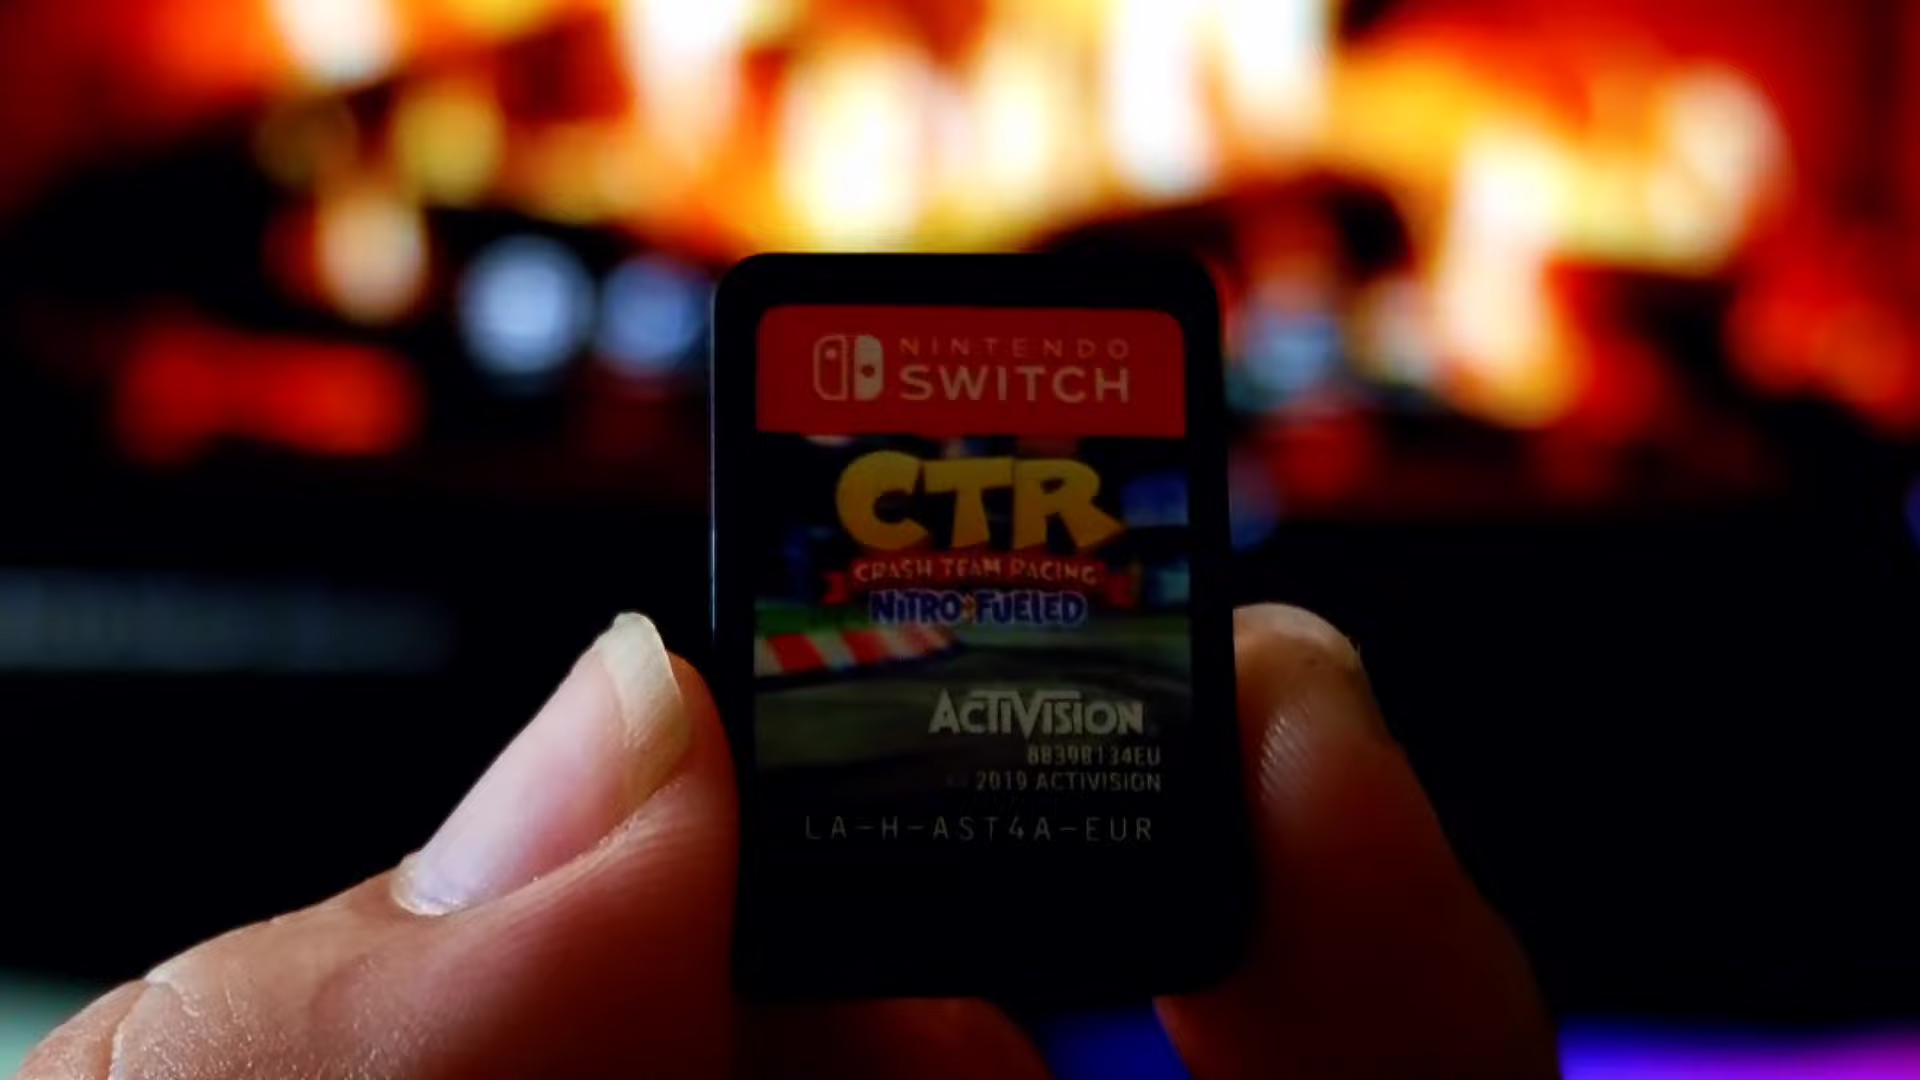 NINTENDO
SWITCH
CTR
CRASH TEAM RACING
NITRO FUELED
ACTIVISION
88398134EU
2019 ACTIVISION
LA-H-AST4A-EUR